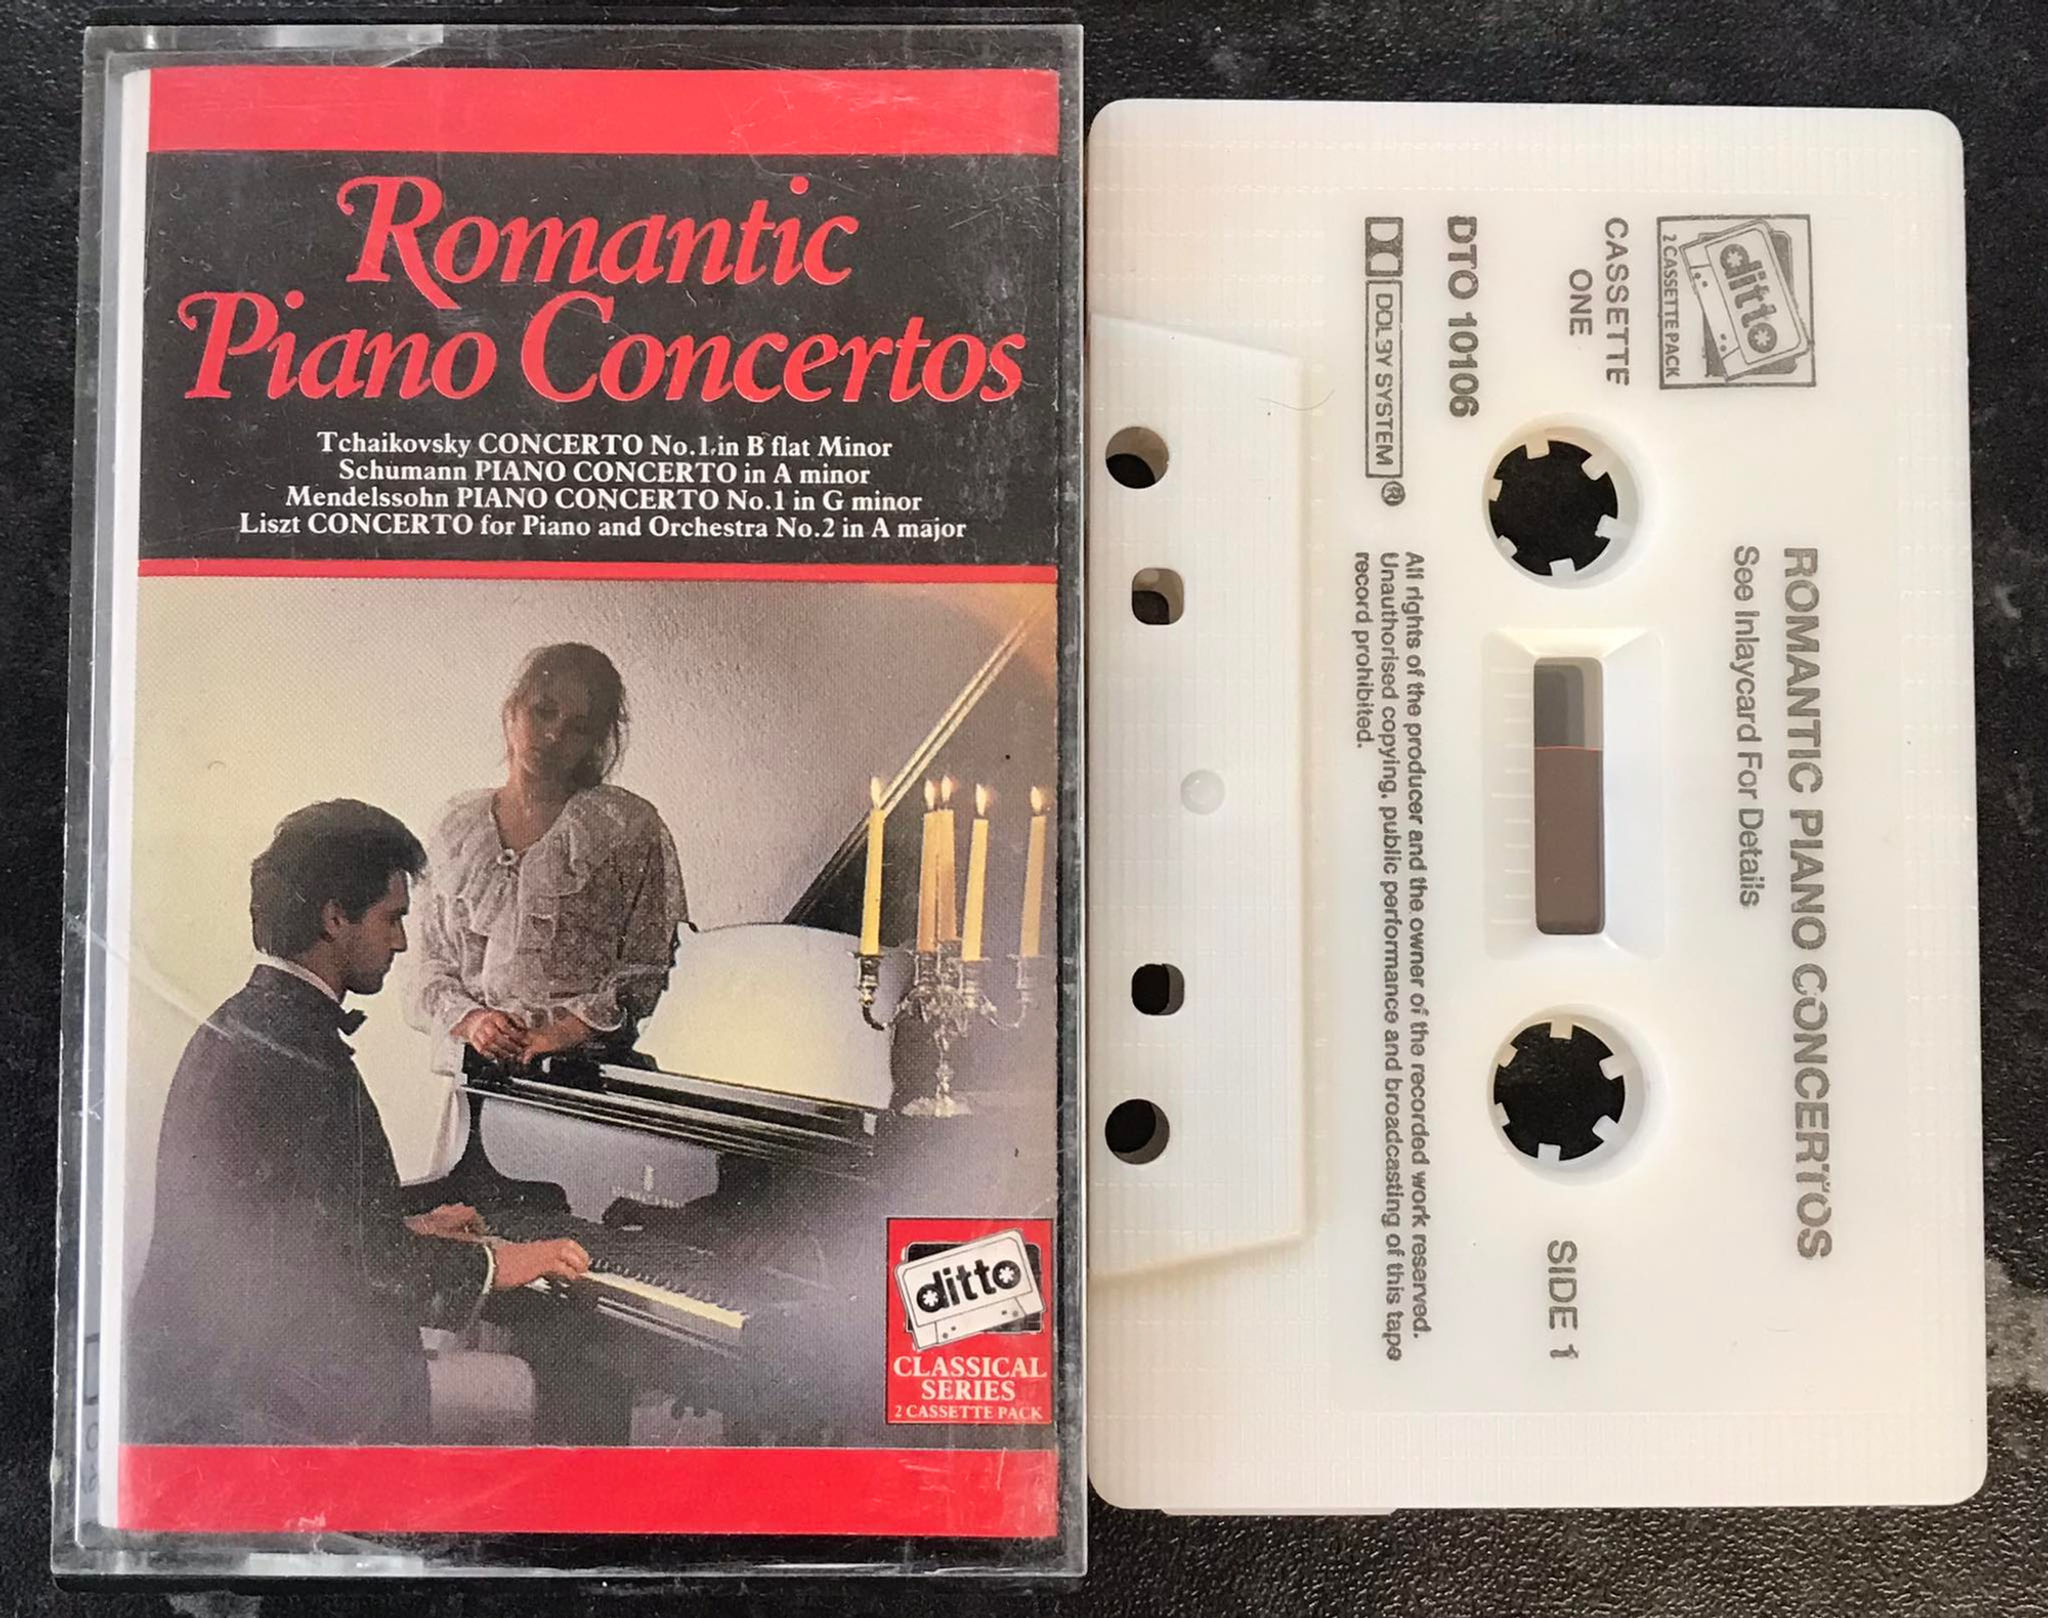 Romantic
Piano Concertos
Tchaikovsky CONCERTO No.1 in B flat Minor
Schumann PIANO CONCERTO in A minor
Mendelssohn PIANO CONCERTO No.1 in G minor
Liszt CONCERTO for Piano and Orchestra No.2 in A major
ditto
CLASSICAL
SERIES
2 CASSETTE PACK
ditto
2 CASSETTE PACK
ROMANTIC PIANO CONCERTOS
See Inlaycard For Details
CASSETTE
ONE
SIDE 1
DTO 10106
DOLBY SYSTEM®
All rights of the producer and the owner of the recorded work reserved.
Unauthorised copying, public performance and broadcasting of this tape
record prohibited.